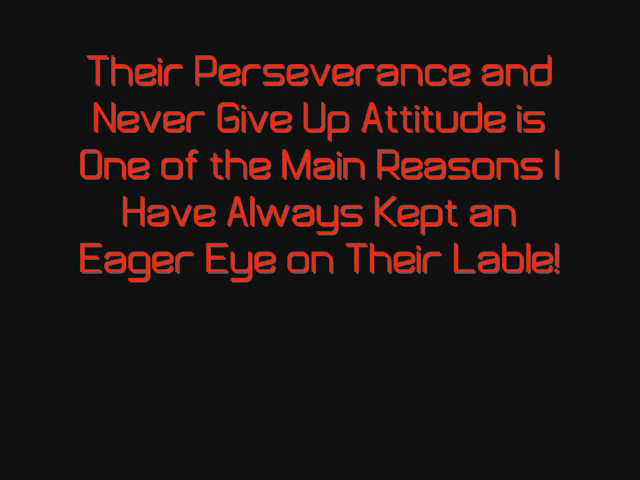 Their Perseverance and
Never Give Up Attitude is
One of the Main Reasons I
Have Always Kept an
Eager Eye on Their Lable!